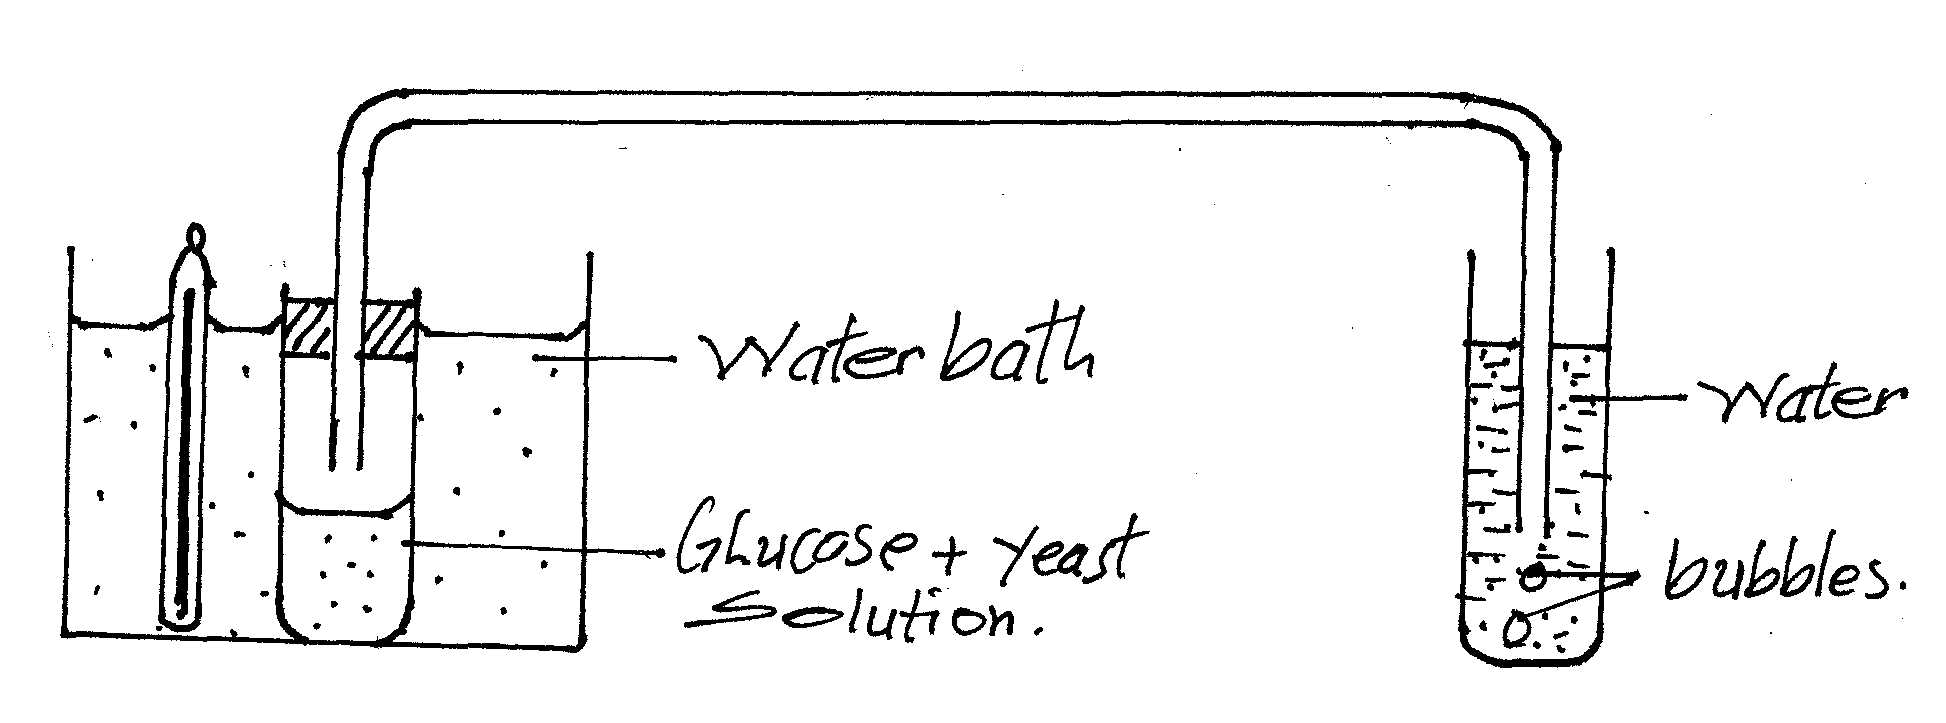 Water bath
Water
Glucose + yeast
Solution.
bubbles.